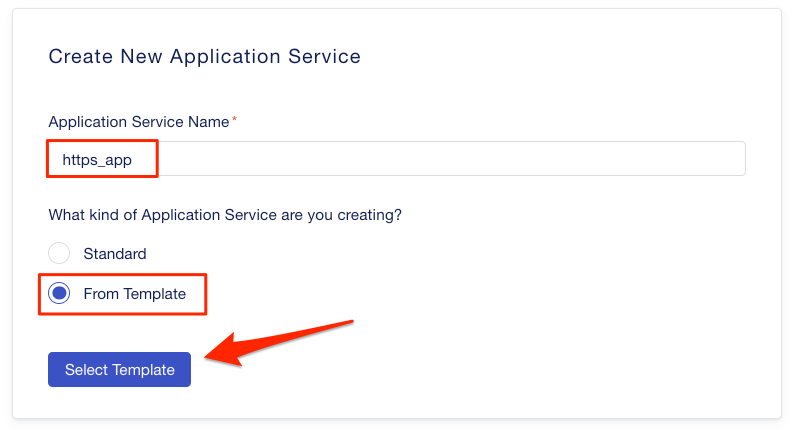 Create New Application Service
Application Service Name*
https_app
What kind of Application Service are you creating?
Standard
From Template
Select Template